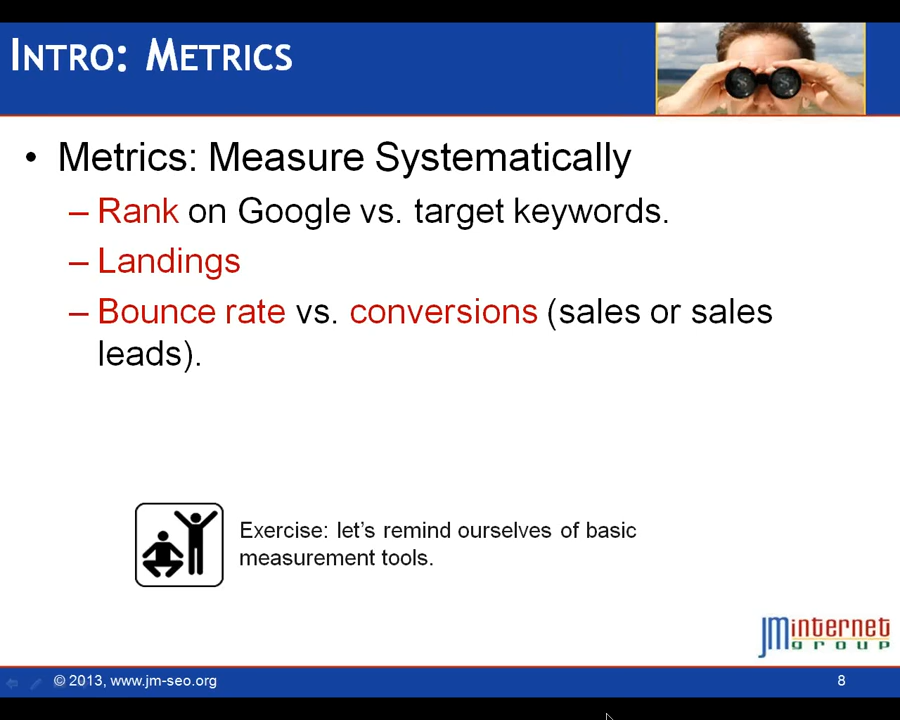 Intro: Metrics
• Metrics: Measure Systematically
– Rank on Google vs. target keywords.
– Landings
– Bounce rate vs. conversions (sales or sales
leads).
Exercise: let's remind ourselves of basic
measurement tools.
JMinternet
group
© 2013, www.jm-seo.org
8